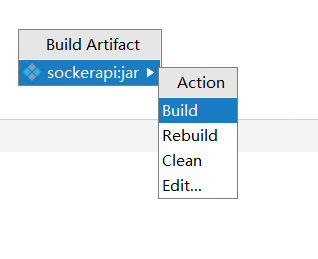 Build Artifact
sockerapi:jar
Action
Build
Rebuild
Clean
Edit...